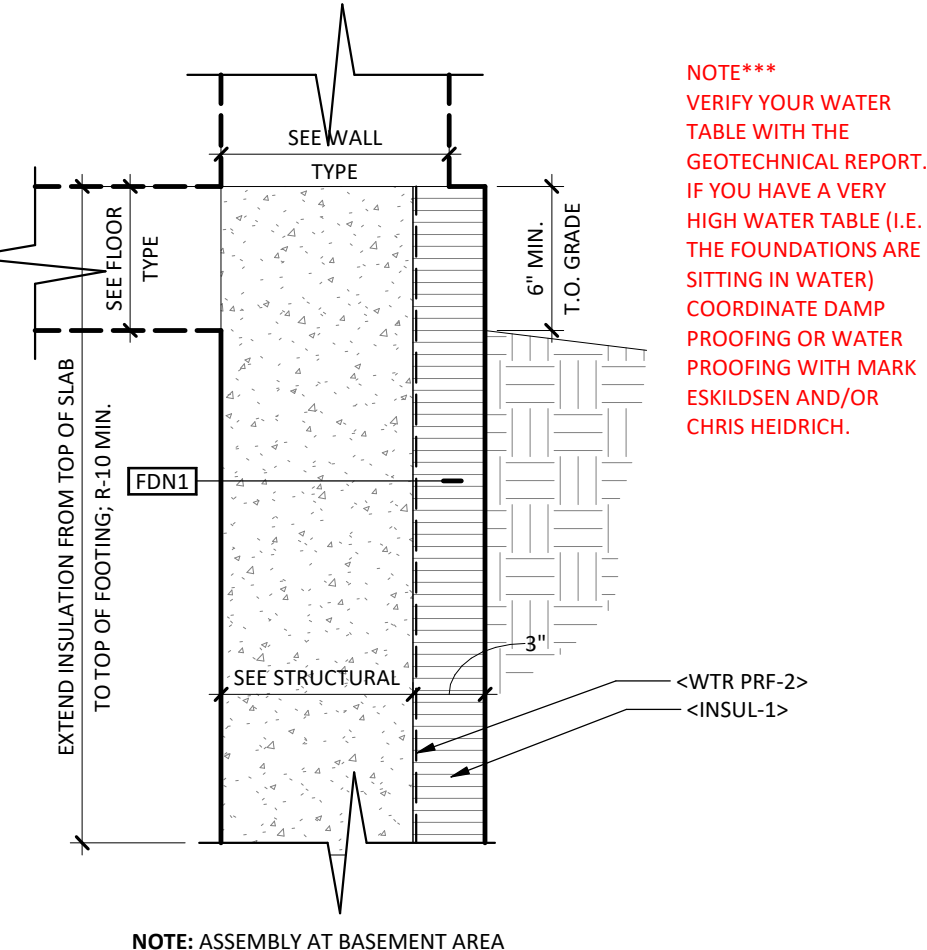 SEE WALL
TYPE
SEE FLOOR
TYPE
6" MIN.
T.O. GRADE
EXTEND INSULATION FROM TOP OF SLAB
TO TOP OF FOOTING; R-10 MIN.
FDN1
SEE STRUCTURAL
3"
<WTR PRF-2>
<INSUL-1>
NOTE: ASSEMBLY AT BASEMENT AREA
NOTE***
VERIFY YOUR WATER
TABLE WITH THE
GEOTECHNICAL REPORT.
IF YOU HAVE A VERY
HIGH WATER TABLE (I.E.
THE FOUNDATIONS ARE
SITTING IN WATER)
COORDINATE DAMP
PROOFING OR WATER
PROOFING WITH MARK
ESKILDSEN AND/OR
CHRIS HEIDRICH.